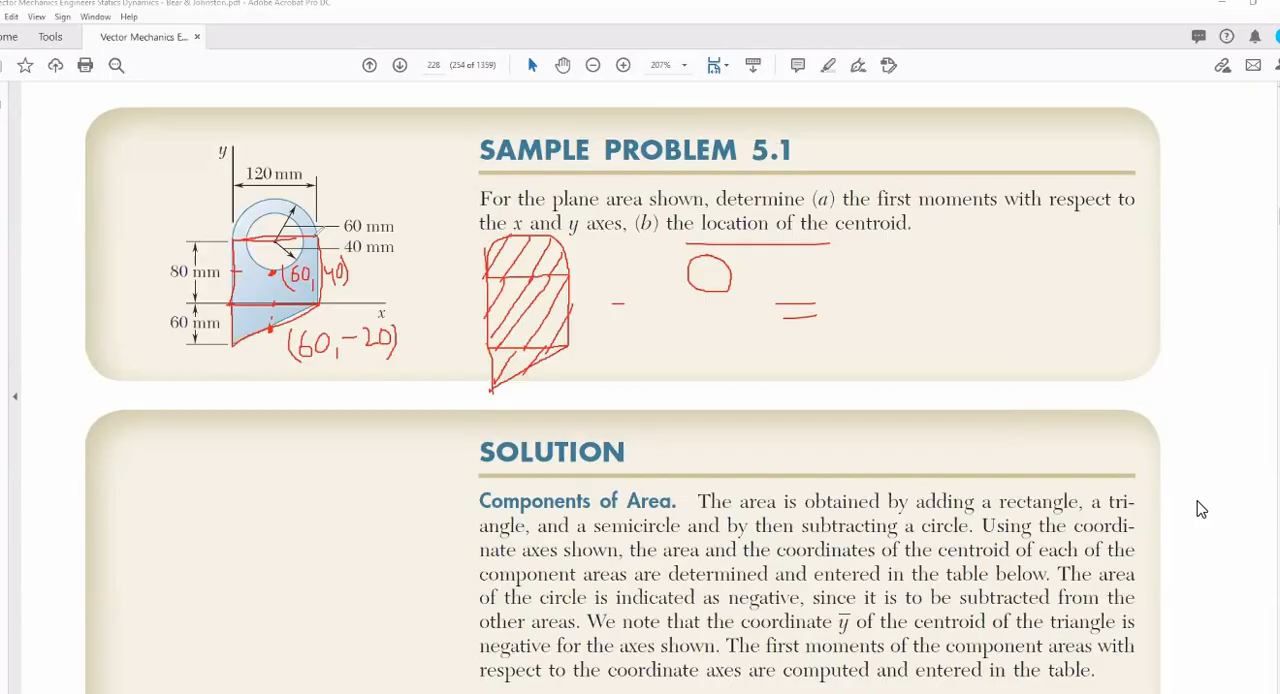 Vector Mechanics Engineers Statics Dynamics - Bear & Johnston.pdf - Adobe Acrobat Pro DC
Edit View Sign Window Help
ome Tools Vector Mechanics E... ×
228 (254 of 1359) 207%
SAMPLE PROBLEM 5.1
For the plane area shown, determine (a) the first moments with respect to
the x and y axes, (b) the location of the centroid.
y
120 mm
60 mm
40 mm
80 mm
(60, 40)
x
60 mm
(60, -20)
− =
SOLUTION
Components of Area. The area is obtained by adding a rectangle, a tri-
angle, and a semicircle and by then subtracting a circle. Using the coordi-
nate axes shown, the area and the coordinates of the centroid of each of the
component areas are determined and entered in the table below. The area
of the circle is indicated as negative, since it is to be subtracted from the
other areas. We note that the coordinate y̅ of the centroid of the triangle is
negative for the axes shown. The first moments of the component areas with
respect to the coordinate axes are computed and entered in the table.